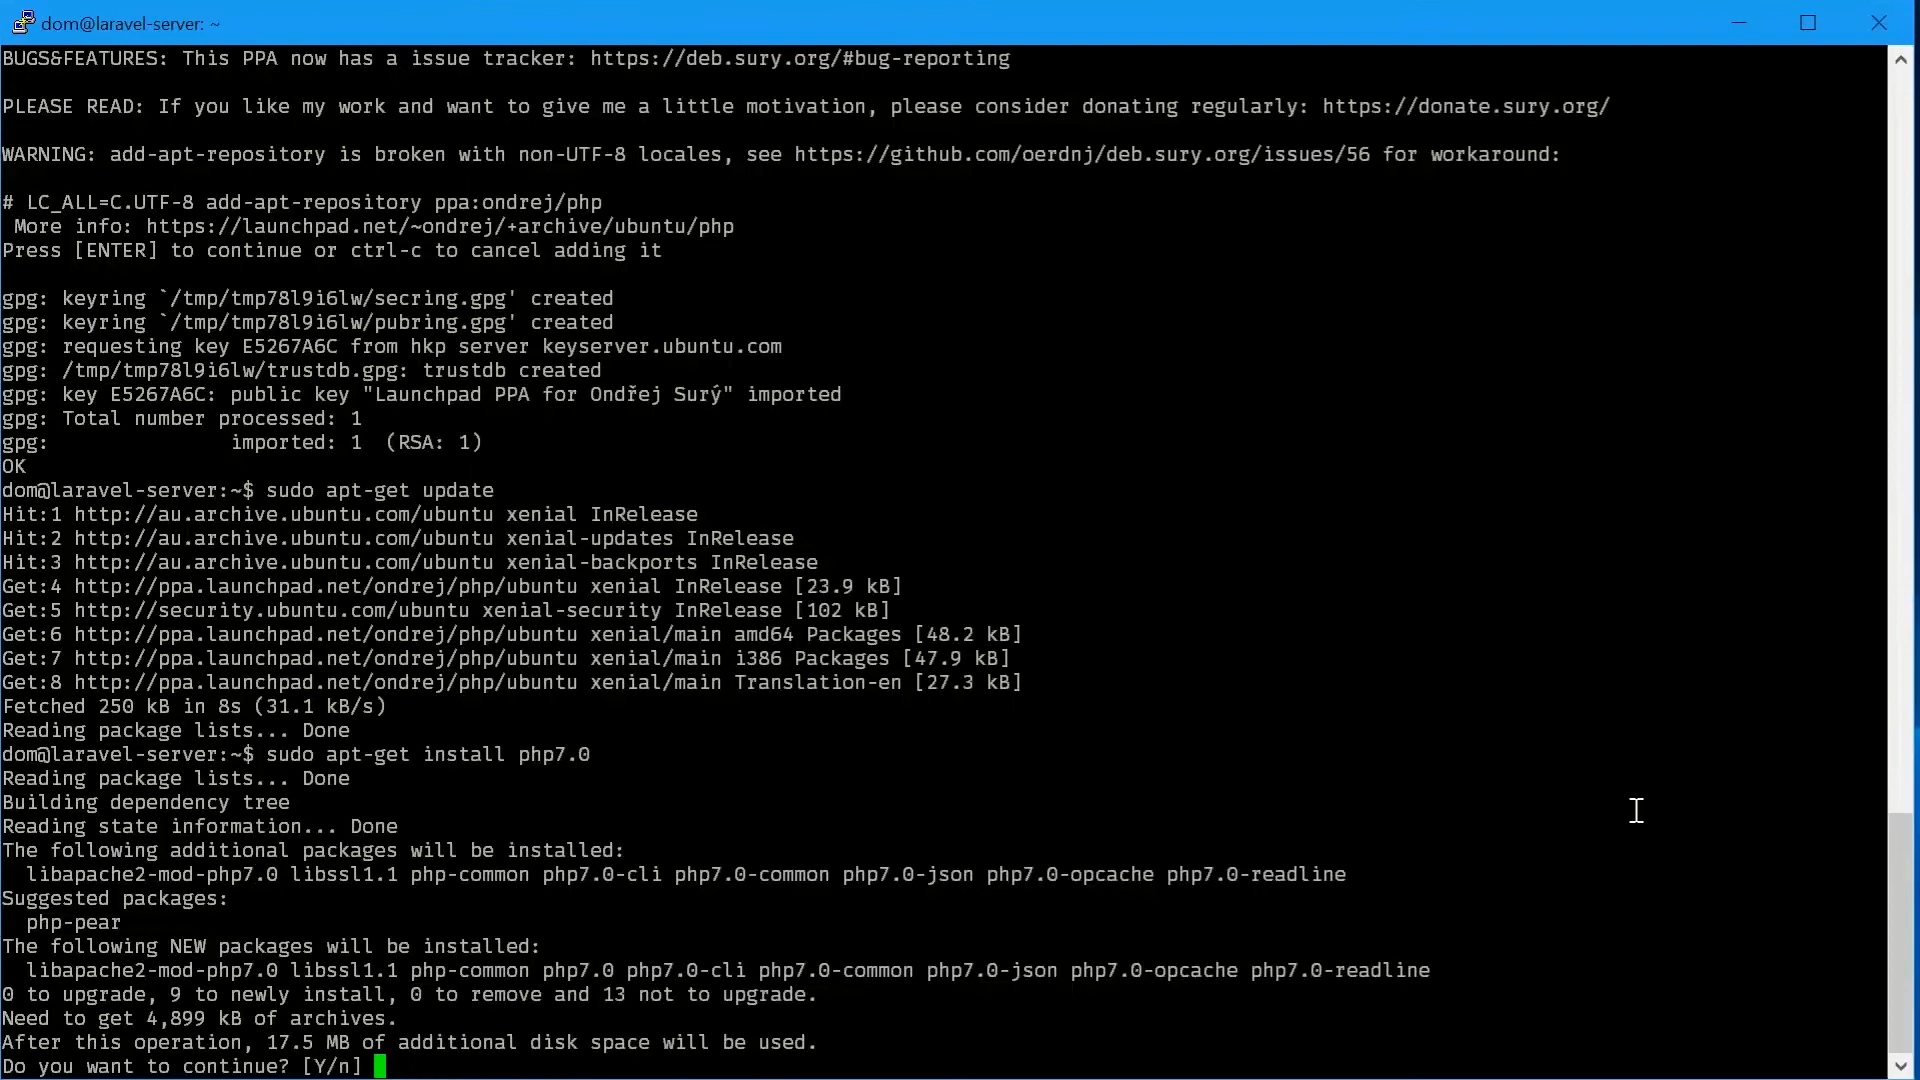 dom@laravel-server: ~
BUGS&FEATURES: This PPA now has a issue tracker: https://deb.sury.org/#bug-reporting
PLEASE READ: If you like my work and want to give me a little motivation, please consider donating regularly: https://donate.sury.org/
WARNING: add-apt-repository is broken with non-UTF-8 locales, see https://github.com/oerdnj/deb.sury.org/issues/56 for workaround:
# LC_ALL=C.UTF-8 add-apt-repository ppa:ondrej/php
More info: https://launchpad.net/~ondrej/+archive/ubuntu/php
Press [ENTER] to continue or ctrl-c to cancel adding it
gpg: keyring `/tmp/tmp78l9i6lw/secring.gpg' created
gpg: keyring `/tmp/tmp78l9i6lw/pubring.gpg' created
gpg: requesting key E5267A6C from hkp server keyserver.ubuntu.com
gpg: /tmp/tmp78l9i6lw/trustdb.gpg: trustdb created
gpg: key E5267A6C: public key "Launchpad PPA for Ondřej Surý" imported
gpg: Total number processed: 1
gpg:               imported: 1  (RSA: 1)
OK
dom@laravel-server:~$ sudo apt-get update
Hit:1 http://au.archive.ubuntu.com/ubuntu xenial InRelease
Hit:2 http://au.archive.ubuntu.com/ubuntu xenial-updates InRelease
Hit:3 http://au.archive.ubuntu.com/ubuntu xenial-backports InRelease
Get:4 http://ppa.launchpad.net/ondrej/php/ubuntu xenial InRelease [23.9 kB]
Get:5 http://security.ubuntu.com/ubuntu xenial-security InRelease [102 kB]
Get:6 http://ppa.launchpad.net/ondrej/php/ubuntu xenial/main amd64 Packages [48.2 kB]
Get:7 http://ppa.launchpad.net/ondrej/php/ubuntu xenial/main i386 Packages [47.9 kB]
Get:8 http://ppa.launchpad.net/ondrej/php/ubuntu xenial/main Translation-en [27.3 kB]
Fetched 250 kB in 8s (31.1 kB/s)
Reading package lists... Done
dom@laravel-server:~$ sudo apt-get install php7.0
Reading package lists... Done
Building dependency tree
Reading state information... Done
The following additional packages will be installed:
libapache2-mod-php7.0 libssl1.1 php-common php7.0-cli php7.0-common php7.0-json php7.0-opcache php7.0-readline
Suggested packages:
php-pear
The following NEW packages will be installed:
libapache2-mod-php7.0 libssl1.1 php-common php7.0 php7.0-cli php7.0-common php7.0-json php7.0-opcache php7.0-readline
0 to upgrade, 9 to newly install, 0 to remove and 13 not to upgrade.
Need to get 4,899 kB of archives.
After this operation, 17.5 MB of additional disk space will be used.
Do you want to continue? [Y/n]